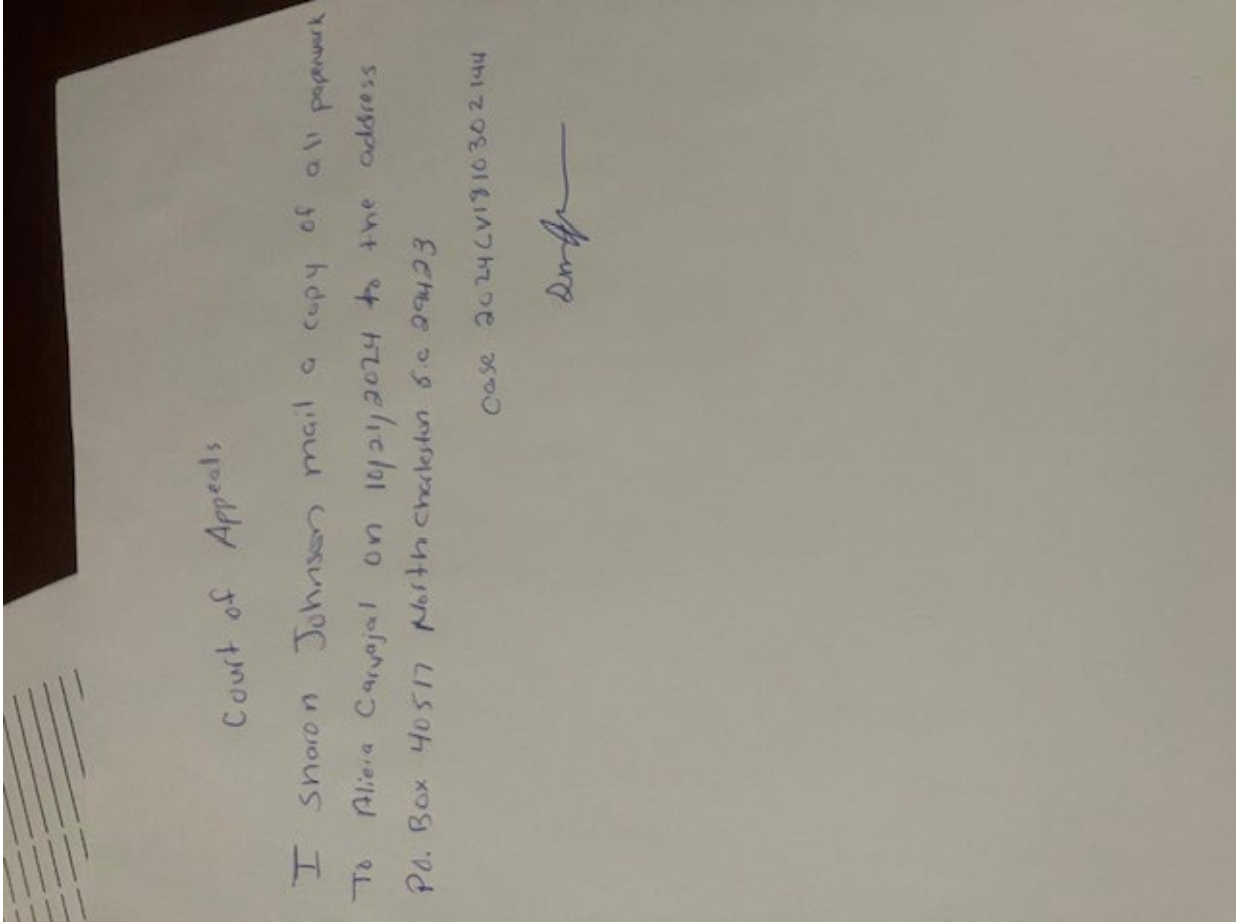 Court of Appeals
I Sharon Johnson mail a copy of all paperwork
To Carvajal on 10/21/2024 to the address
P.O. Box 40517 North Charleston S.C 29423
case 2024CV1810302144